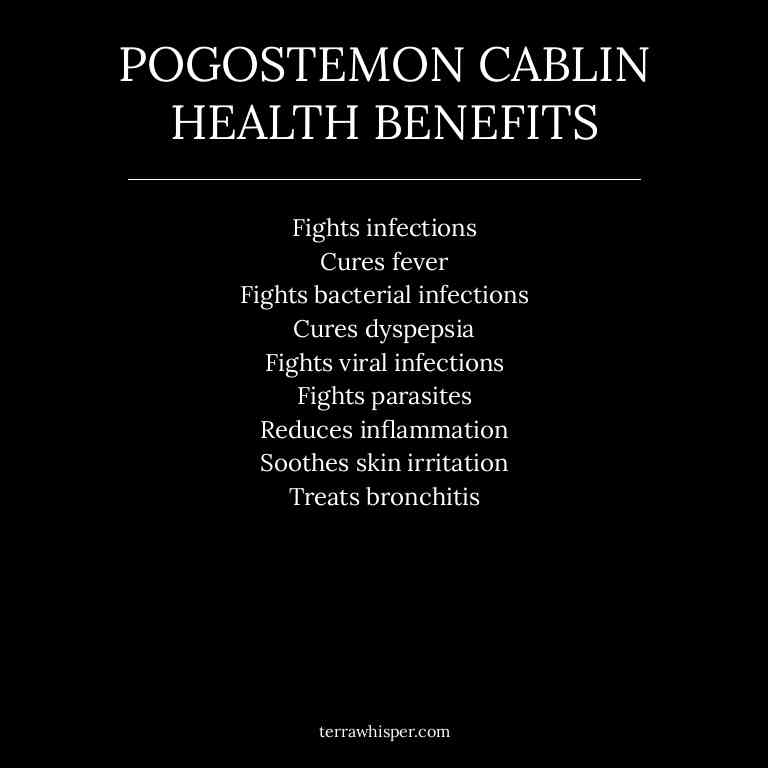 POGOSTEMON CABLIN
HEALTH BENEFITS
Fights infections
Cures fever
Fights bacterial infections
Cures dyspepsia
Fights viral infections
Fights parasites
Reduces inflammation
Soothes skin irritation
Treats bronchitis
terrawhisper.com